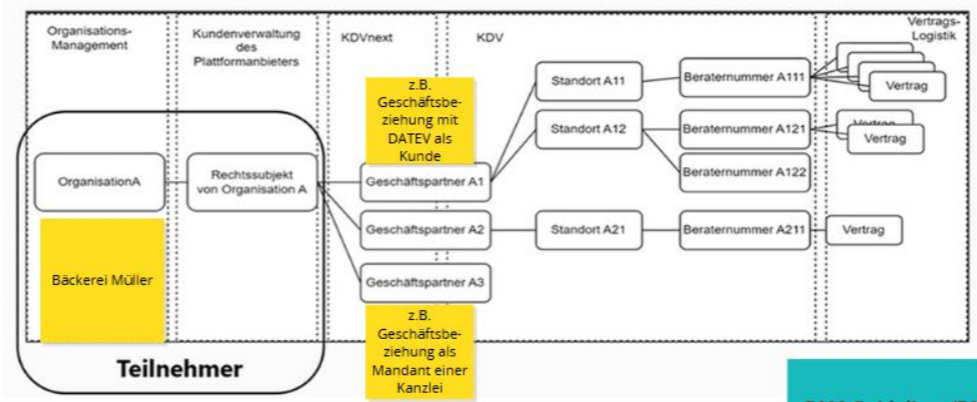 Organisations-
Management
Kundenverwaltung
des
Plattformanbieters
KDVnext
KDV
Vertrags-
Logistik
z.B.
Geschäftsbe-
ziehung mit
DATEV als
Kunde
Standort A11
Beraternummer A111
Vertrag
Standort A12
Beraternummer A121
Vertrag
Vertrag
Beraternummer A122
OrganisationA
Rechtssubjekt
von Organisation A
Geschäftspartner A1
Geschäftspartner A2
Standort A21
Beraternummer A211
Vertrag
Bäckerei Müller
Geschäftspartner A3
z.B.
Geschäftsbe-
ziehung als
Mandant einer
Kanzlei
Teilnehmer